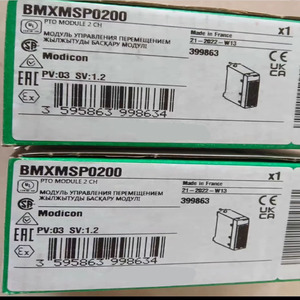 BMXMSP0200
x1
PTO MODULE 2 CH
МОДУЛЬ УПРАВЛЕНИЯ ПЕРЕМЕЩЕНИЕМ
ЖЫЛЖЫТУДЫ БАСҚАРУ МОДУЛІ
Made in France
21-2022-W13
399863
Modicon
PV:03 SV:1.2
3 595863 998634
BMXMSP0200
x1
PTO MODULE 2 CH
МОДУЛЬ УПРАВЛЕНИЯ ПЕРЕМЕЩЕНИЕМ
ЖЫЛЖЫТУДЫ БАСҚАРУ МОДУЛІ
Made in France
21-2022-W13
399863
Modicon
PV:03 SV:1.2
3 595863 998634